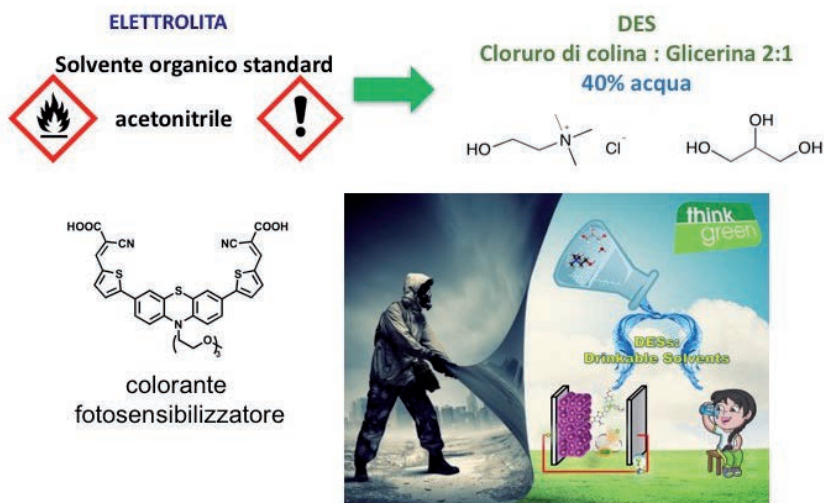 ELETTROLITA
Solvente organico standard
acetonitrile
DES
Cloruro di colina : Glicerina 2:1
40% acqua
HO
N+
Cl-
OH
HO
OH
HOOC
CN
S
COOH
NC
S
S
N
O
3
colorante
fotosensibilizzatore
think
green
DESs:
Drinkable Solvents